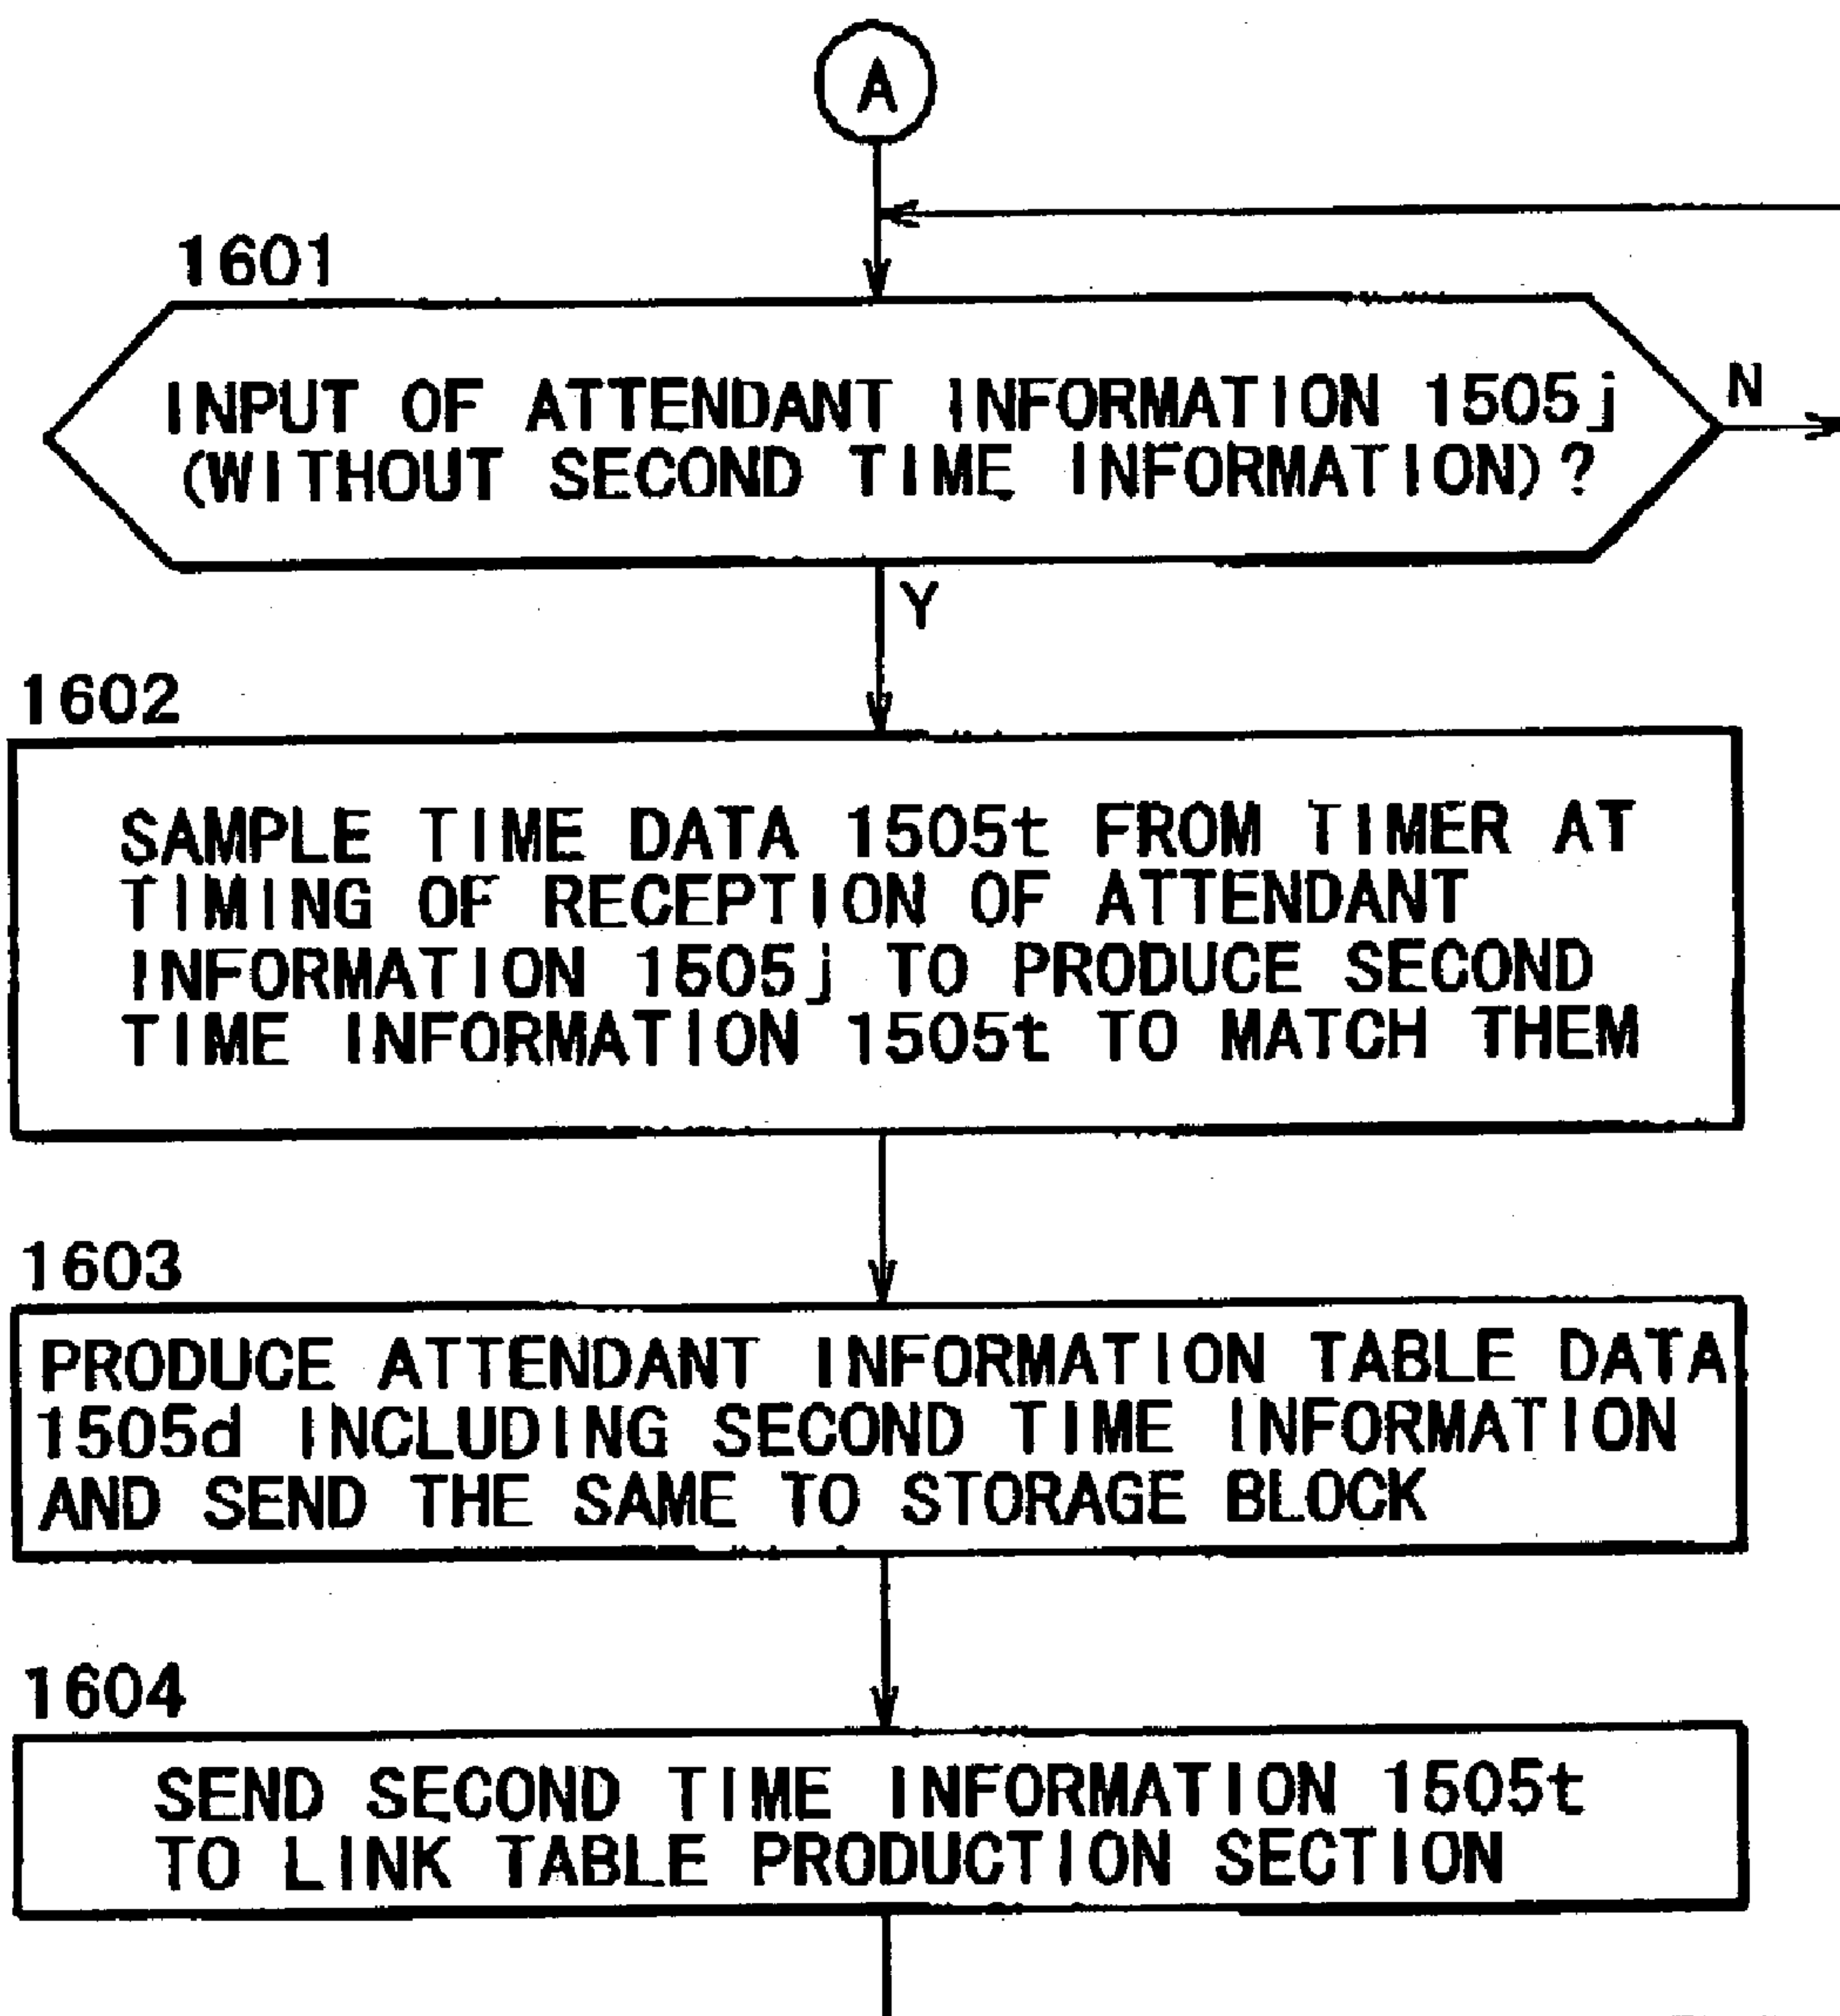 A
1601
INPUT OF ATTENDANT INFORMATION 1505j
(WITHOUT SECOND TIME INFORMATION)?
N
Y
1602
SAMPLE TIME DATA 1505t FROM TIMER AT
TIMING OF RECEPTION OF ATTENDANT
INFORMATION 1505j TO PRODUCE SECOND
TIME INFORMATION 1505t TO MATCH THEM
1603
PRODUCE ATTENDANT INFORMATION TABLE DATA
1505d INCLUDING SECOND TIME INFORMATION
AND SEND THE SAME TO STORAGE BLOCK
1604
SEND SECOND TIME INFORMATION 1505t
TO LINK TABLE PRODUCTION SECTION